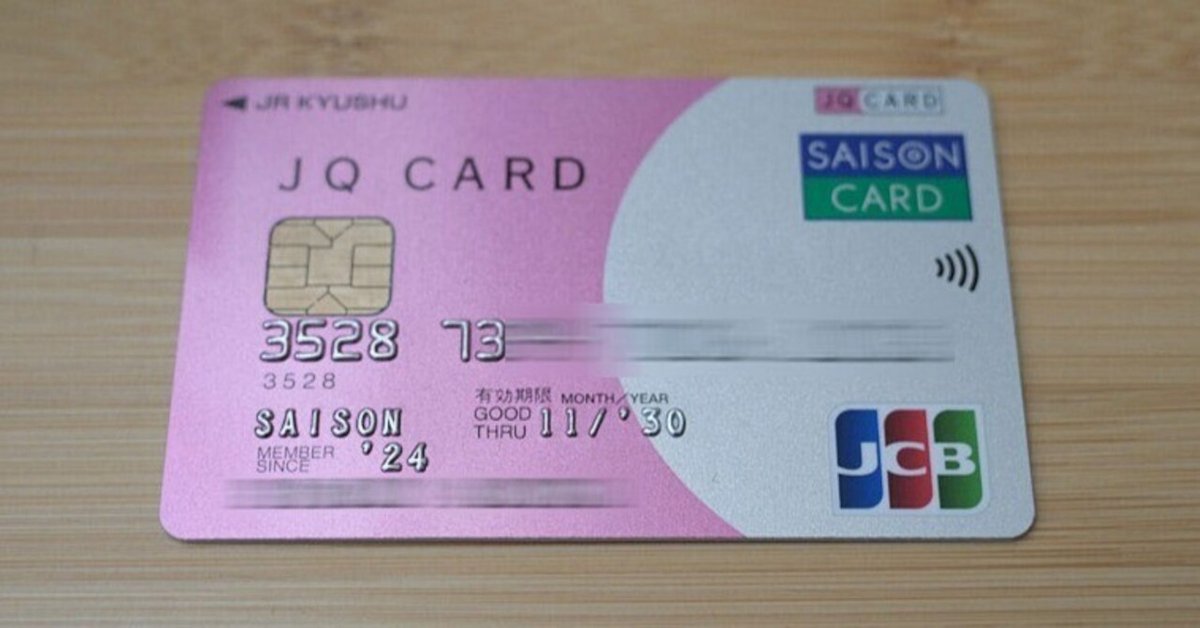 JR KYUSHU
JQ CARD
JQ CARD
SAISON
CARD
3528 73
3528
有効期限 MONTH/YEAR
GOOD THRU 11/'30
SAISON
MEMBER SINCE '24
JCB